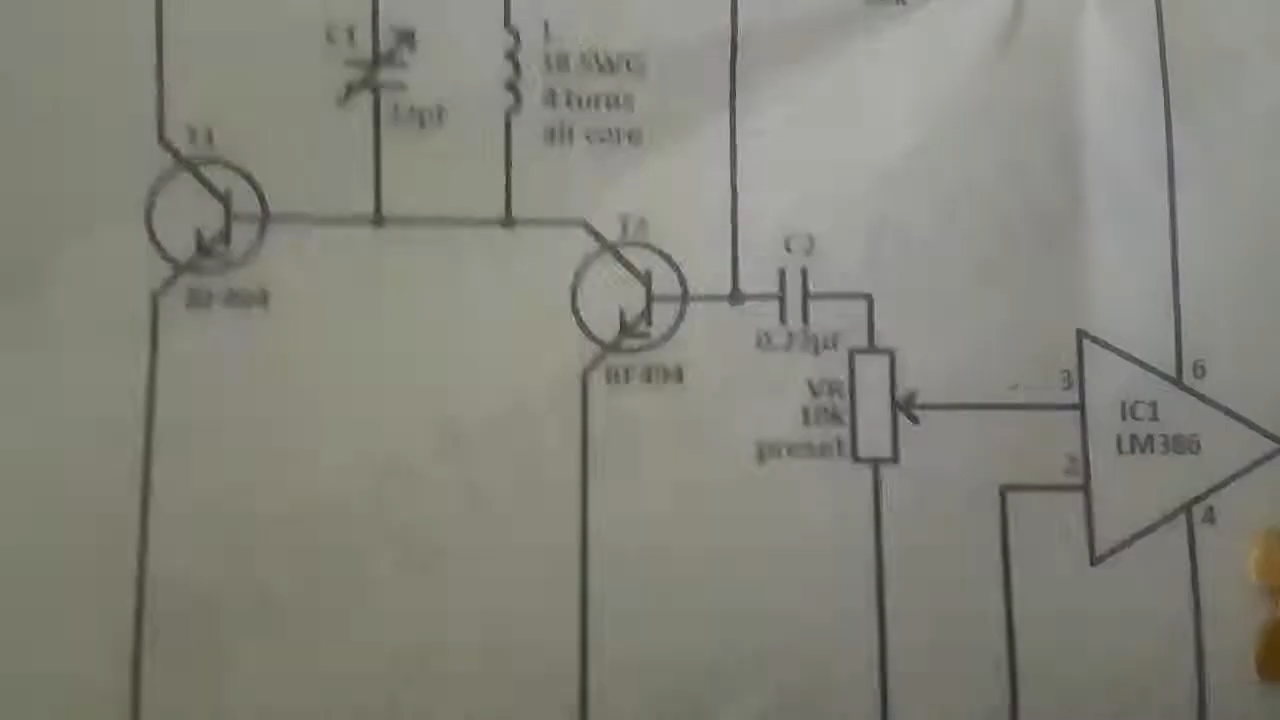 C1
L
18 SWG
4 turns
air core
T1
BF494
T2
BF494
C2
0.22µf
VR
10k
preset
3
2
6
4
IC1
LM386